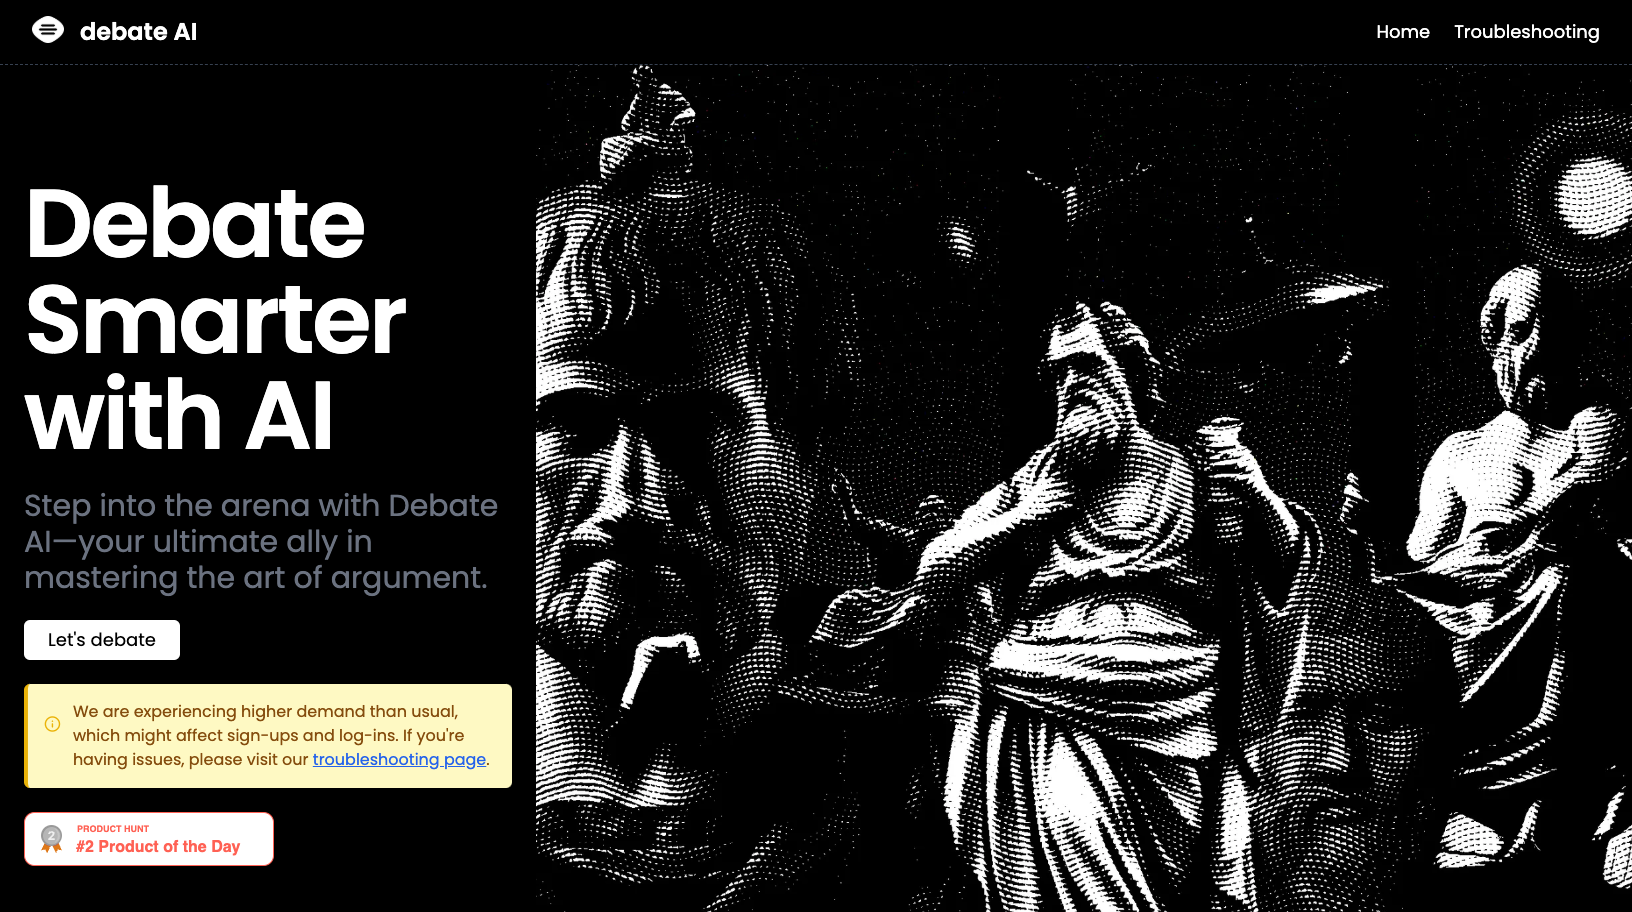 debate AI
Home
Troubleshooting
Debate
Smarter
with AI
Step into the arena with Debate
AI—your ultimate ally in
mastering the art of argument.
Let's debate
We are experiencing higher demand than usual,
which might affect sign-ups and log-ins. If you're
having issues, please visit our troubleshooting page.
2
PRODUCT HUNT
#2 Product of the Day